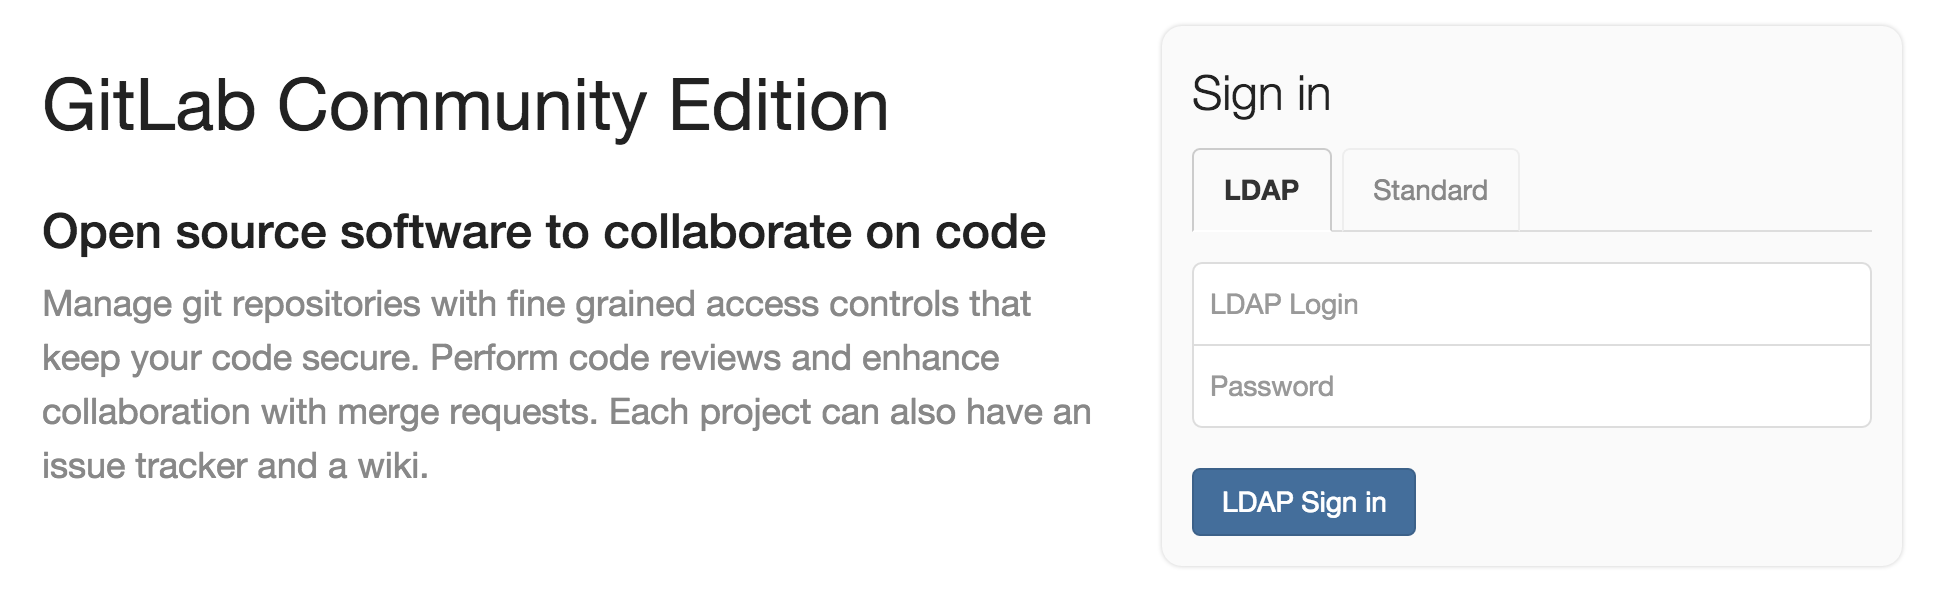 GitLab Community Edition
Open source software to collaborate on code
Manage git repositories with fine grained access controls that
keep your code secure. Perform code reviews and enhance
collaboration with merge requests. Each project can also have an
issue tracker and a wiki.
Sign in
LDAP Standard
LDAP Login
Password
LDAP Sign in